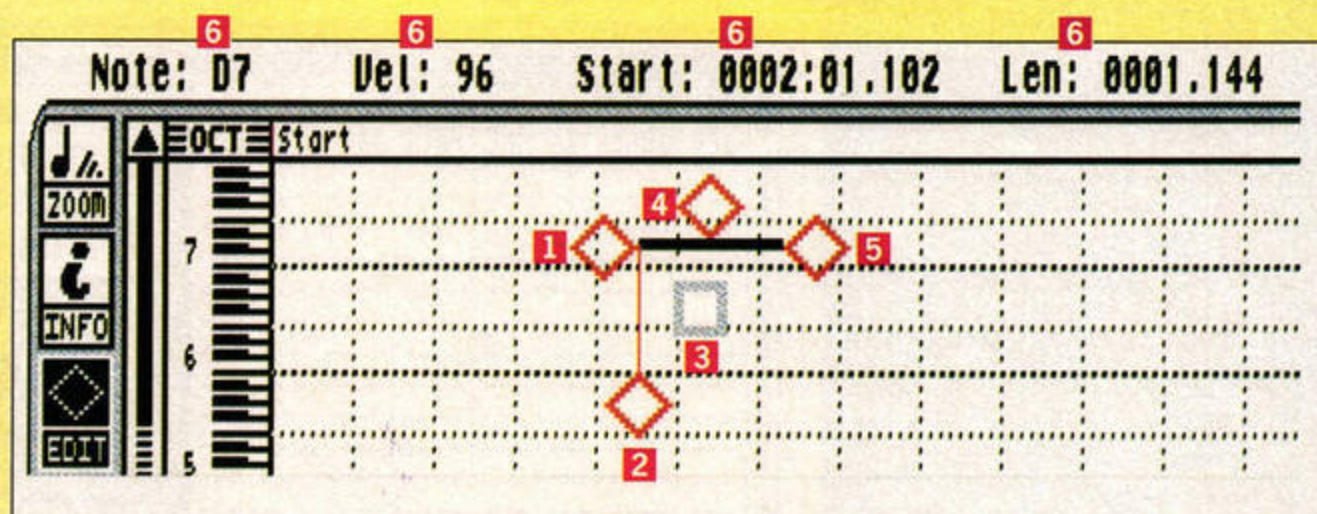 6 6 6 6
Note: D7 Vel: 96 Start: 0002:01.102 Len: 0001.144
OCT Start
ZOOM
4
7 1 5
INFO
6 3
EDIT
5 2